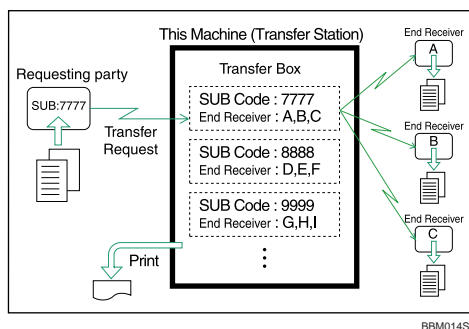 This Machine (Transfer Station)
Requesting party
SUB:7777
Transfer
Request
Transfer Box
SUB Code : 7777
End Receiver : A,B,C
SUB Code : 8888
End Receiver : D,E,F
SUB Code : 9999
End Receiver : G,H,I
Print
End Receiver
A
End Receiver
B
End Receiver
C
BBM014S